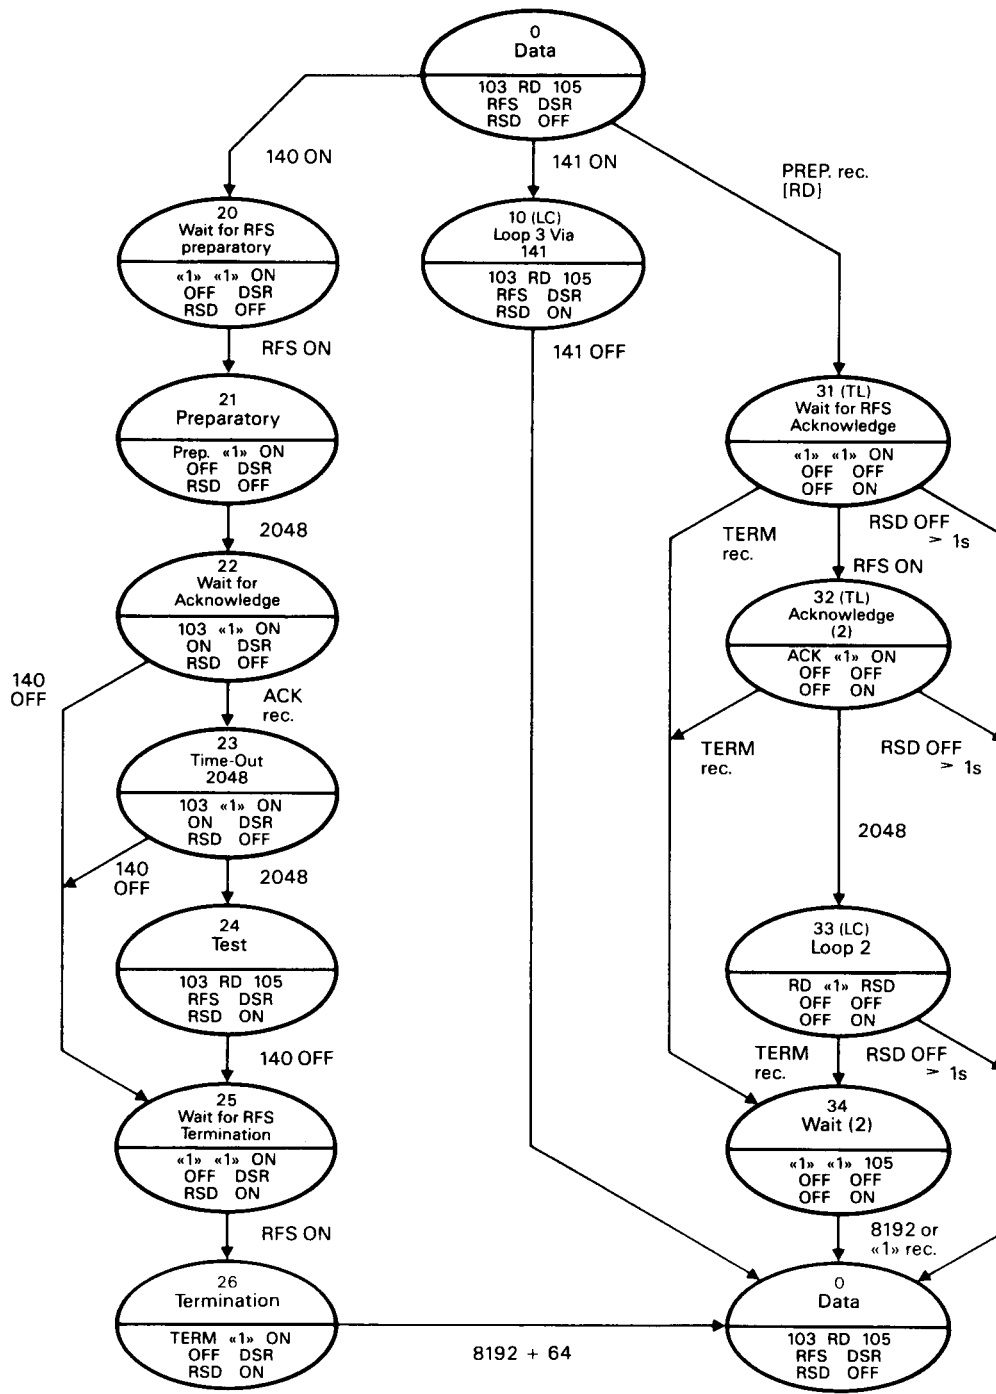 0
Data
103 RD 105
RFS DSR
RSD OFF
140 ON
141 ON
PREP. rec.
[RD]
20
Wait for RFS
preparatory
«1» «1» ON
OFF DSR
RSD OFF
10 (LC)
Loop 3 Via
141
103 RD 105
RFS DSR
RSD ON
RFS ON
141 OFF
21
Preparatory
Prep. «1» ON
OFF DSR
RSD OFF
31 (TL)
Wait for RFS
Acknowledge
«1» «1» ON
OFF OFF
OFF ON
2048
TERM
rec.
RSD OFF
≥ 1s
RFS ON
22
Wait for
Acknowledge
103 «1» ON
ON DSR
RSD OFF
32 (TL)
Acknowledge
(2)
ACK «1» ON
OFF OFF
OFF ON
140
OFF
ACK
rec.
TERM
rec.
RSD OFF
≥ 1s
23
Time-Out
2048
103 «1» ON
ON DSR
RSD OFF
2048
140
OFF
2048
24
Test
103 RD 105
RFS DSR
RSD ON
33 (LC)
Loop 2
RD «1» RSD
OFF OFF
OFF ON
140 OFF
TERM
rec.
RSD OFF
≥ 1s
25
Wait for RFS
Termination
«1» «1» ON
OFF DSR
RSD ON
34
Wait (2)
«1» «1» 105
OFF OFF
OFF ON
RFS ON
8192 or
«1» rec.
26
Termination
TERM «1» ON
OFF DSR
RSD ON
8192 + 64
0
Data
103 RD 105
RFS DSR
RSD OFF